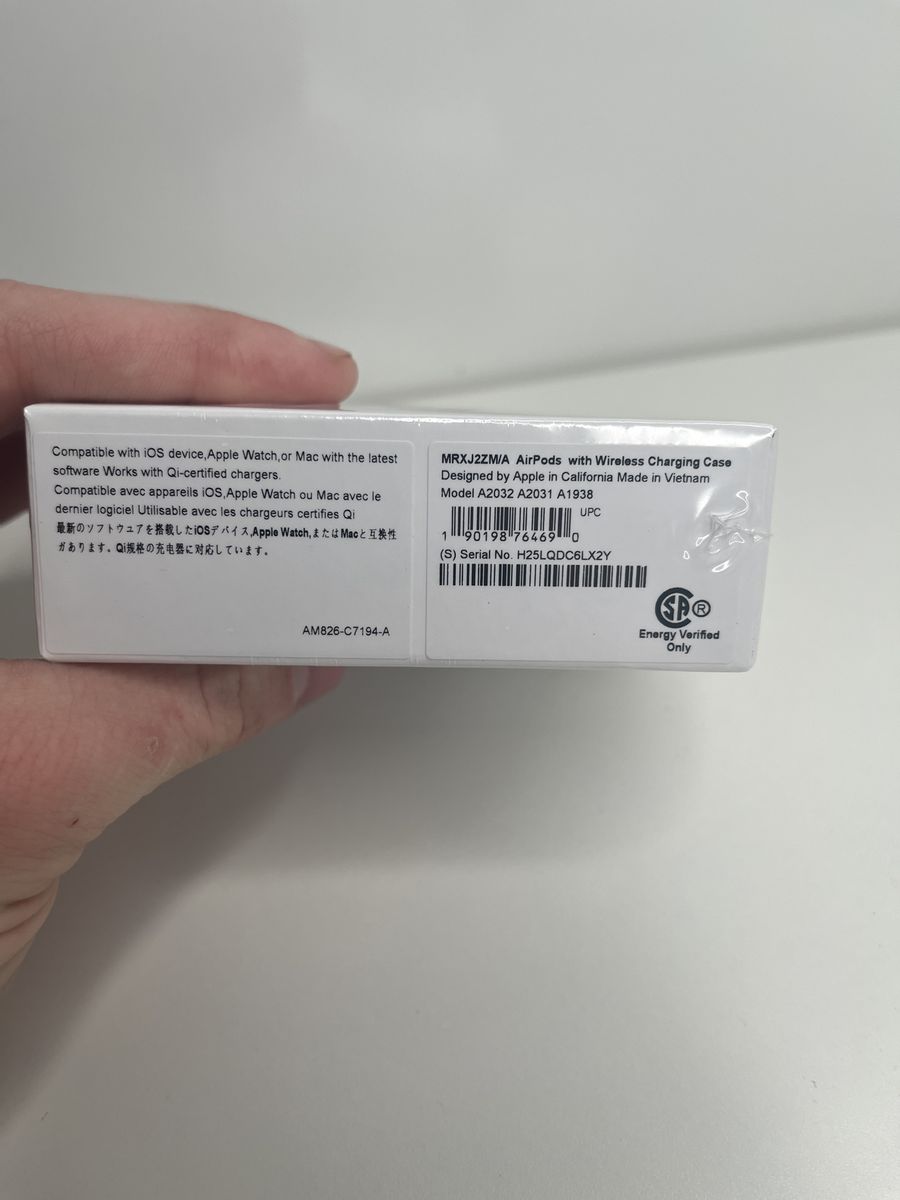 Compatible with iOS device,Apple Watch,or Mac with the latest
software Works with Qi-certified chargers.
Compatible avec appareils iOS,Apple Watch ou Mac avec le
dernier logiciel Utilisable avec les chargeurs certifies Qi
最新のソフトウエアを搭載したiOSデバイス,Apple Watch,またはMacと互換性
があります。Qi規格の充電器に対応しています。
AM826-C7194-A
MRXJ2ZM/A AirPods with Wireless Charging Case
Designed by Apple in California Made in Vietnam
Model A2032 A2031 A1938
UPC
1 90198 76469 0
(S) Serial No. H25LQDC6LX2Y
SA ®
Energy Verified
Only